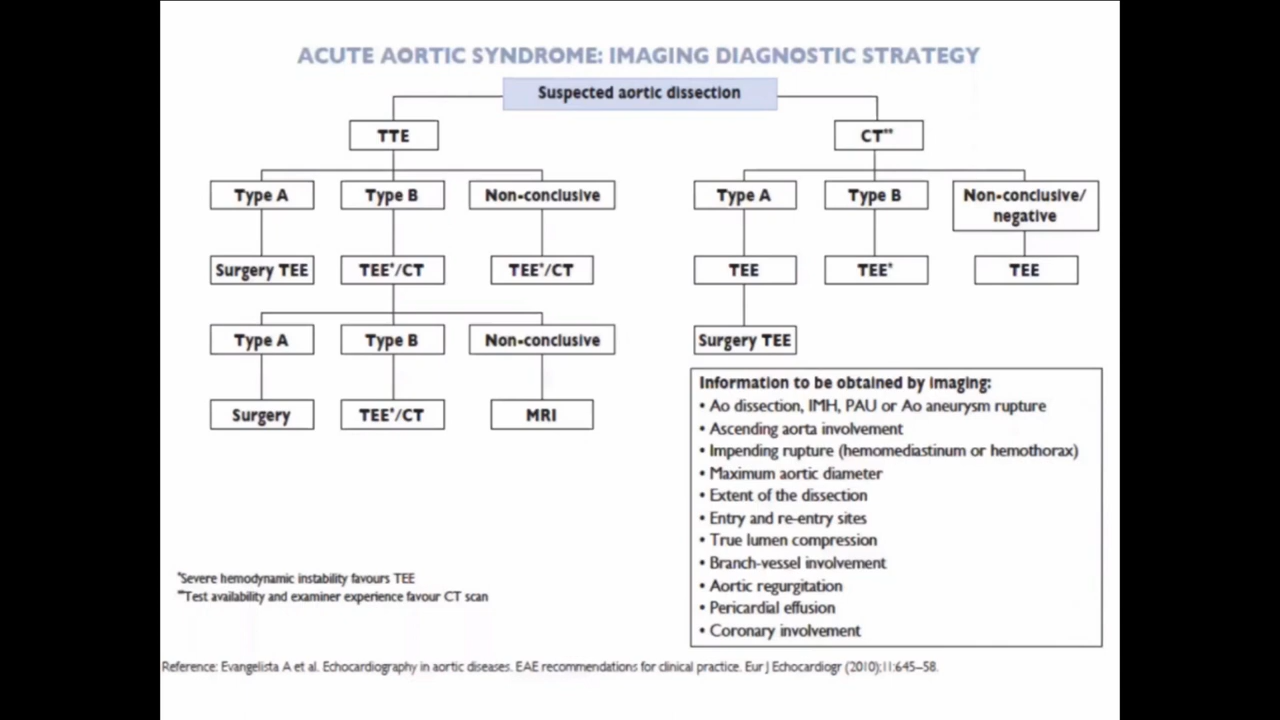 ACUTE AORTIC SYNDROME: IMAGING DIAGNOSTIC STRATEGY
Suspected aortic dissection
TTE
CT**
Type A
Type B
Non-conclusive
Type A
Type B
Non-conclusive/
negative
Surgery TEE
TEE*/CT
TEE*/CT
TEE
TEE*
TEE
Type A
Type B
Non-conclusive
Surgery TEE
Surgery
TEE*/CT
MRI
Information to be obtained by imaging:
• Ao dissection, IMH, PAU or Ao aneurysm rupture
• Ascending aorta involvement
• Impending rupture (hemomediastinum or hemothorax)
• Maximum aortic diameter
• Extent of the dissection
• Entry and re-entry sites
• True lumen compression
• Branch-vessel involvement
• Aortic regurgitation
• Pericardial effusion
• Coronary involvement
*Severe hemodynamic instability favours TEE
**Test availability and examiner experience favour CT scan
Reference: Evangelista A et al. Echocardiography in aortic diseases. EAE recommendations for clinical practice. Eur J Echocardiogr (2010);11:645–58.